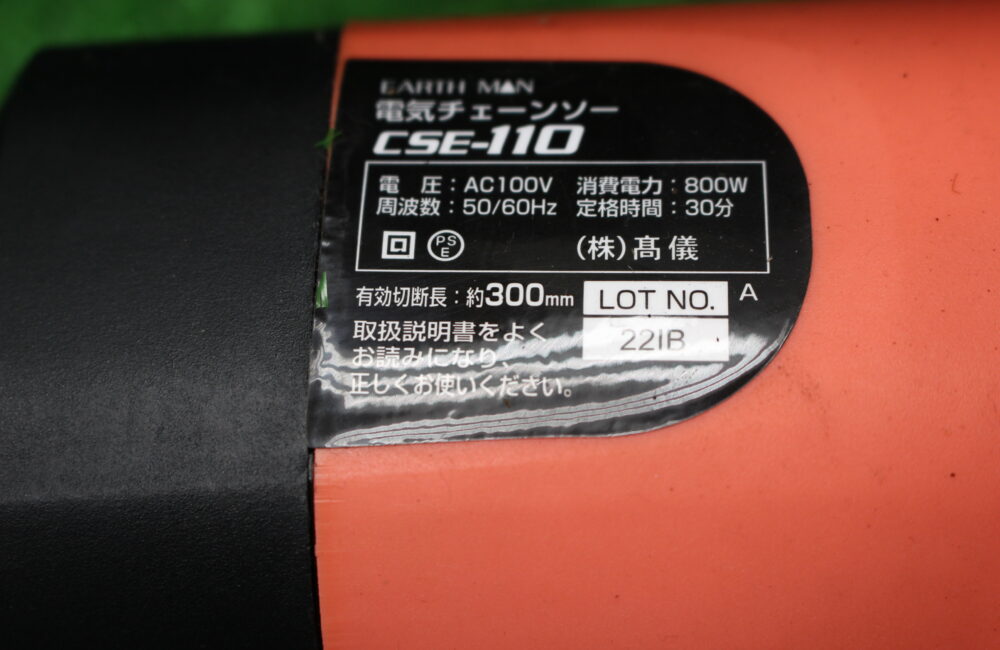 EARTH MAN
電気チェーンソー
CSE-110
電 圧：AC100V 消費電力：800W
周波数：50/60Hz 定格時間：30分
PS
E
(株)髙儀
有効切断長：約300mm
LOT NO. A
22IB
取扱説明書をよく
お読みになり、
正しくお使いください。